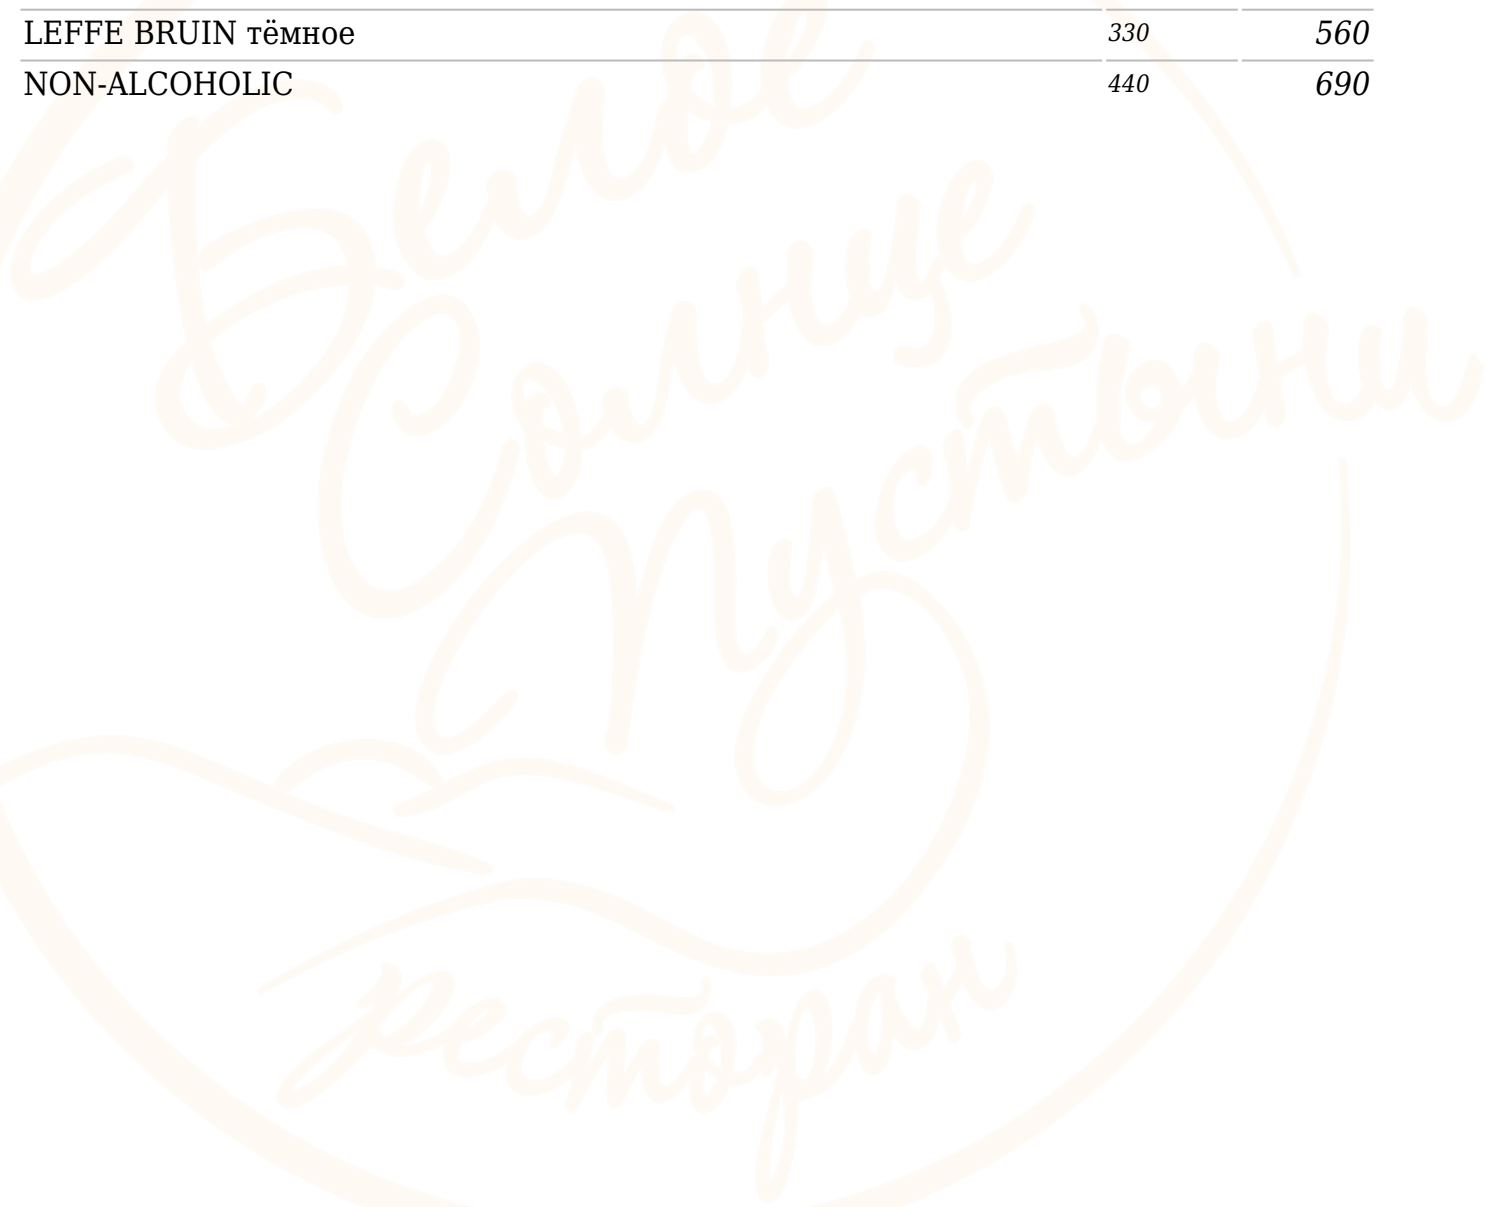 LEFFE BRUIN тёмное 330 560
NON-ALCOHOLIC 440 690
Белое
Солнце
Пустыни
ресторан